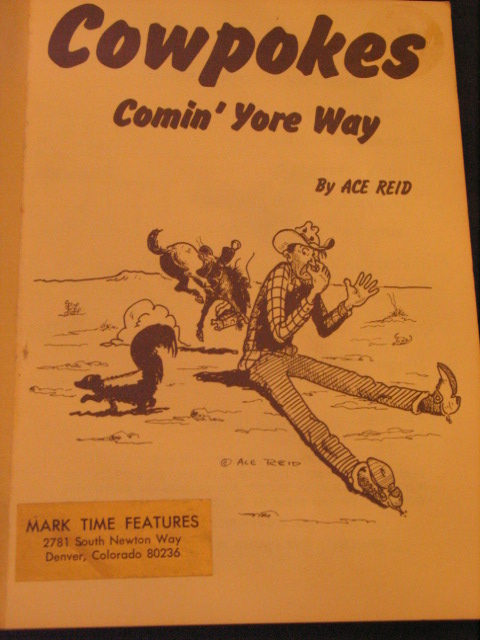 Cowpokes
Comin' Yore Way
By ACE REID
© ACE REID
MARK TIME FEATURES
2781 South Newton Way
Denver, Colorado 80236